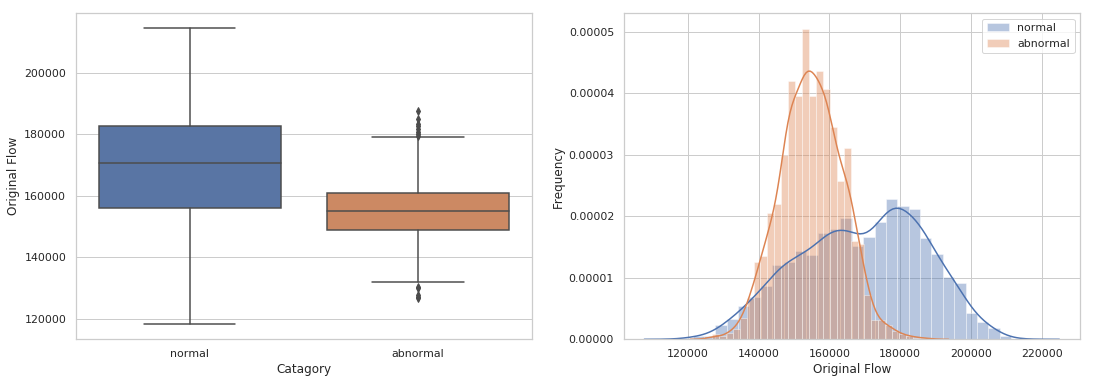 200000
180000
160000
140000
120000
Original Flow
normal
abnormal
Catagory
0.00005
0.00004
0.00003
0.00002
0.00001
0.00000
Frequency
normal
abnormal
120000
140000
160000
180000
200000
220000
Original Flow